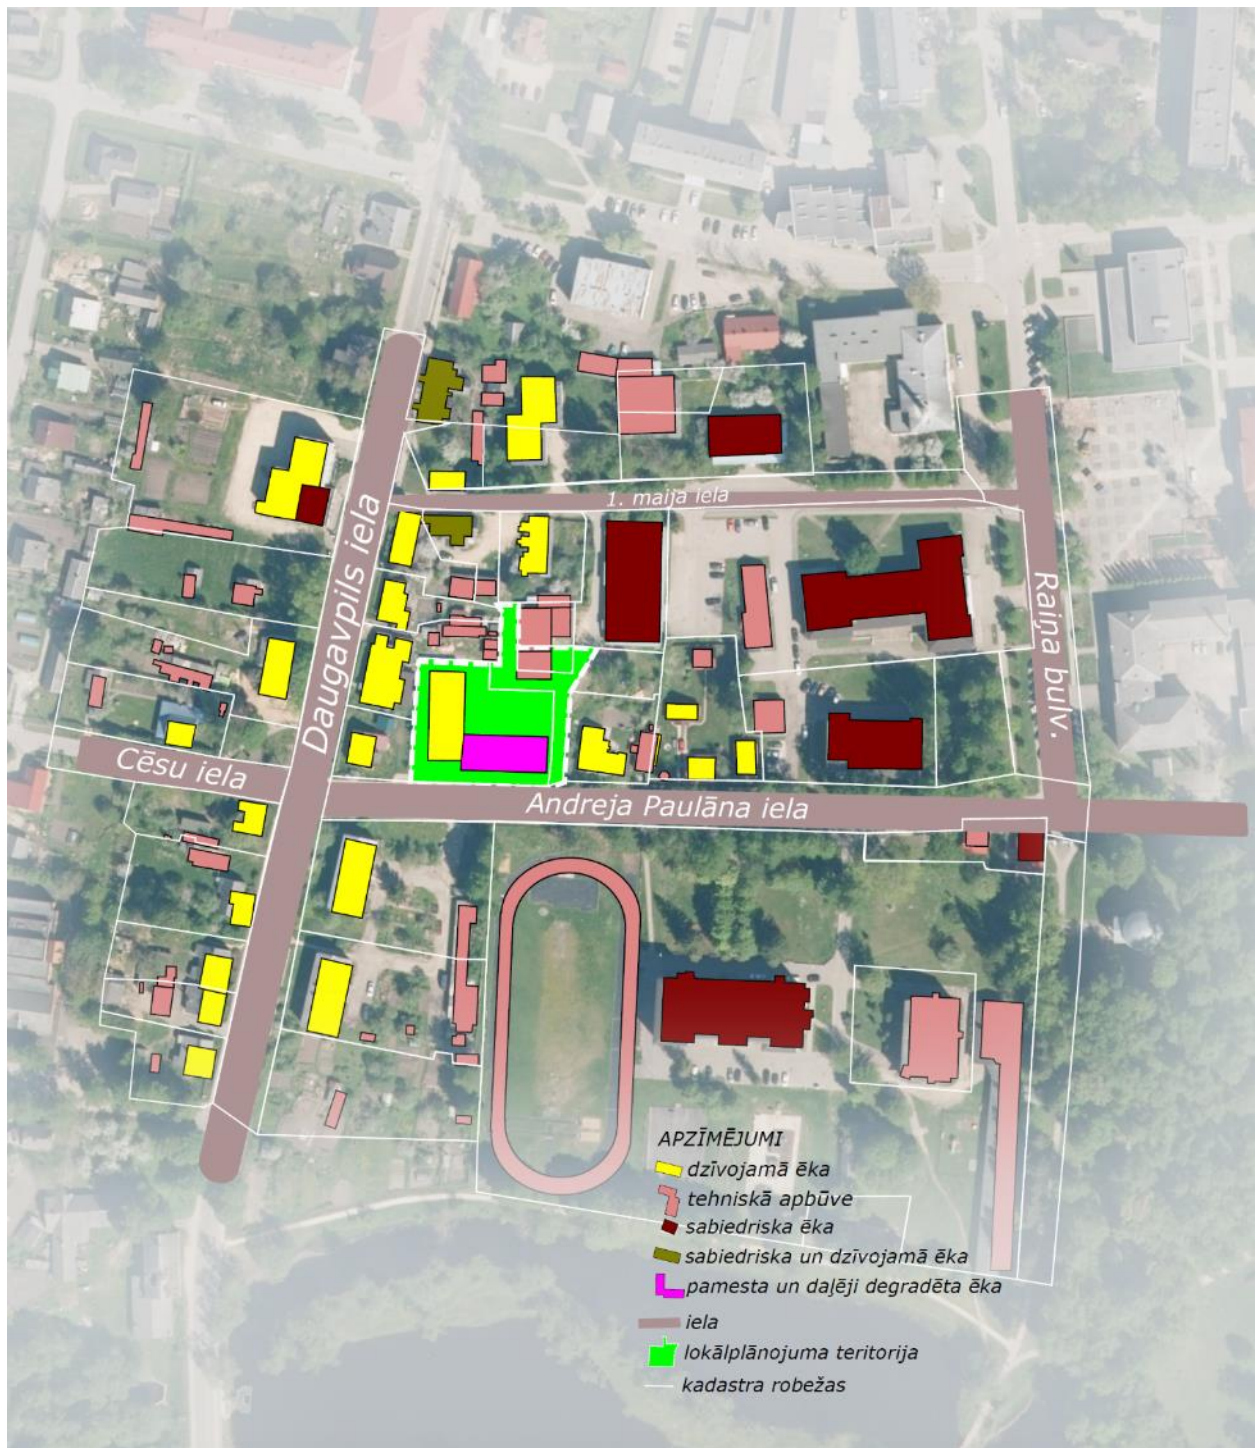 1. maija iela
Daugavpils iela
Raiņa bulv.
Cēsu iela
Andreja Paulāna iela
APZĪMĒJUMI
dzīvojamā ēka
tehniskā apbūve
sabiedriska ēka
sabiedriska un dzīvojamā ēka
pamesta un daļēji degradēta ēka
iela
lokālplānojuma teritorija
kadastra robežas